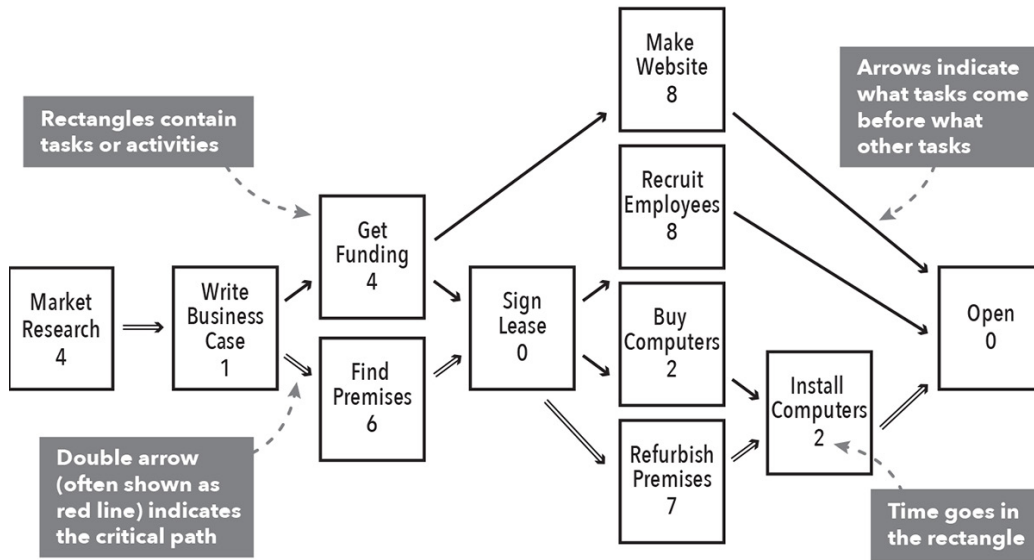 Rectangles contain
tasks or activities
Make
Website
8
Arrows indicate
what tasks come
before what
other tasks
Recruit
Employees
8
Get
Funding
4
Market
Research
4
Write
Business
Case
1
Sign
Lease
0
Buy
Computers
2
Open
0
Find
Premises
6
Install
Computers
2
Refurbish
Premises
7
Double arrow
(often shown as
red line) indicates
the critical path
Time goes in
the rectangle